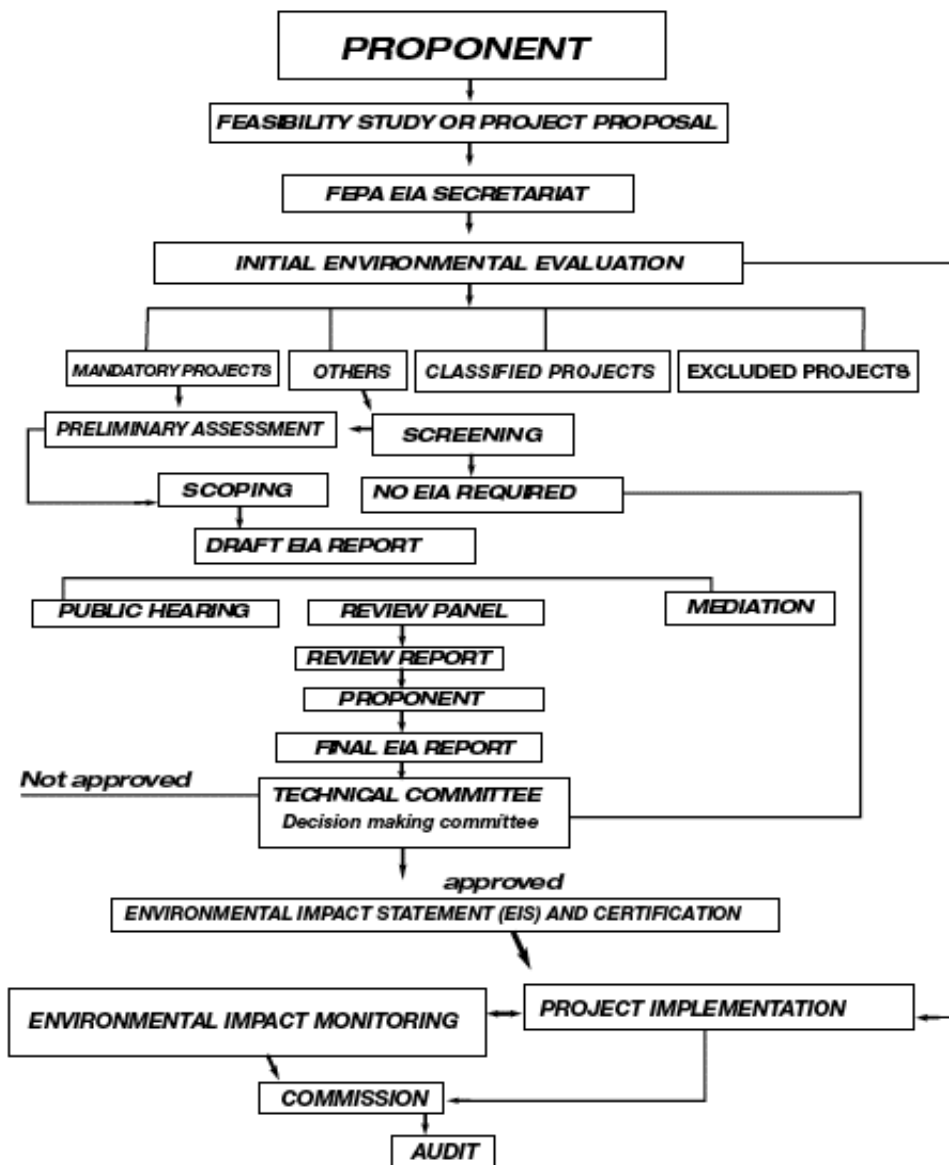 PROPONENT
FEASIBILITY STUDY OR PROJECT PROPOSAL
FEPA EIA SECRETARIAT
INITIAL ENVIRONMENTAL EVALUATION
MANDATORY PROJECTS
OTHERS
CLASSIFIED PROJECTS
EXCLUDED PROJECTS
PRELIMINARY ASSESSMENT
SCREENING
SCOPING
NO EIA REQUIRED
DRAFT EIA REPORT
PUBLIC HEARING
REVIEW PANEL
MEDIATION
REVIEW REPORT
PROPONENT
FINAL EIA REPORT
Not approved
TECHNICAL COMMITTEE
Decision making committee
approved
ENVIRONMENTAL IMPACT STATEMENT (EIS) AND CERTIFICATION
ENVIRONMENTAL IMPACT MONITORING
PROJECT IMPLEMENTATION
COMMISSION
AUDIT